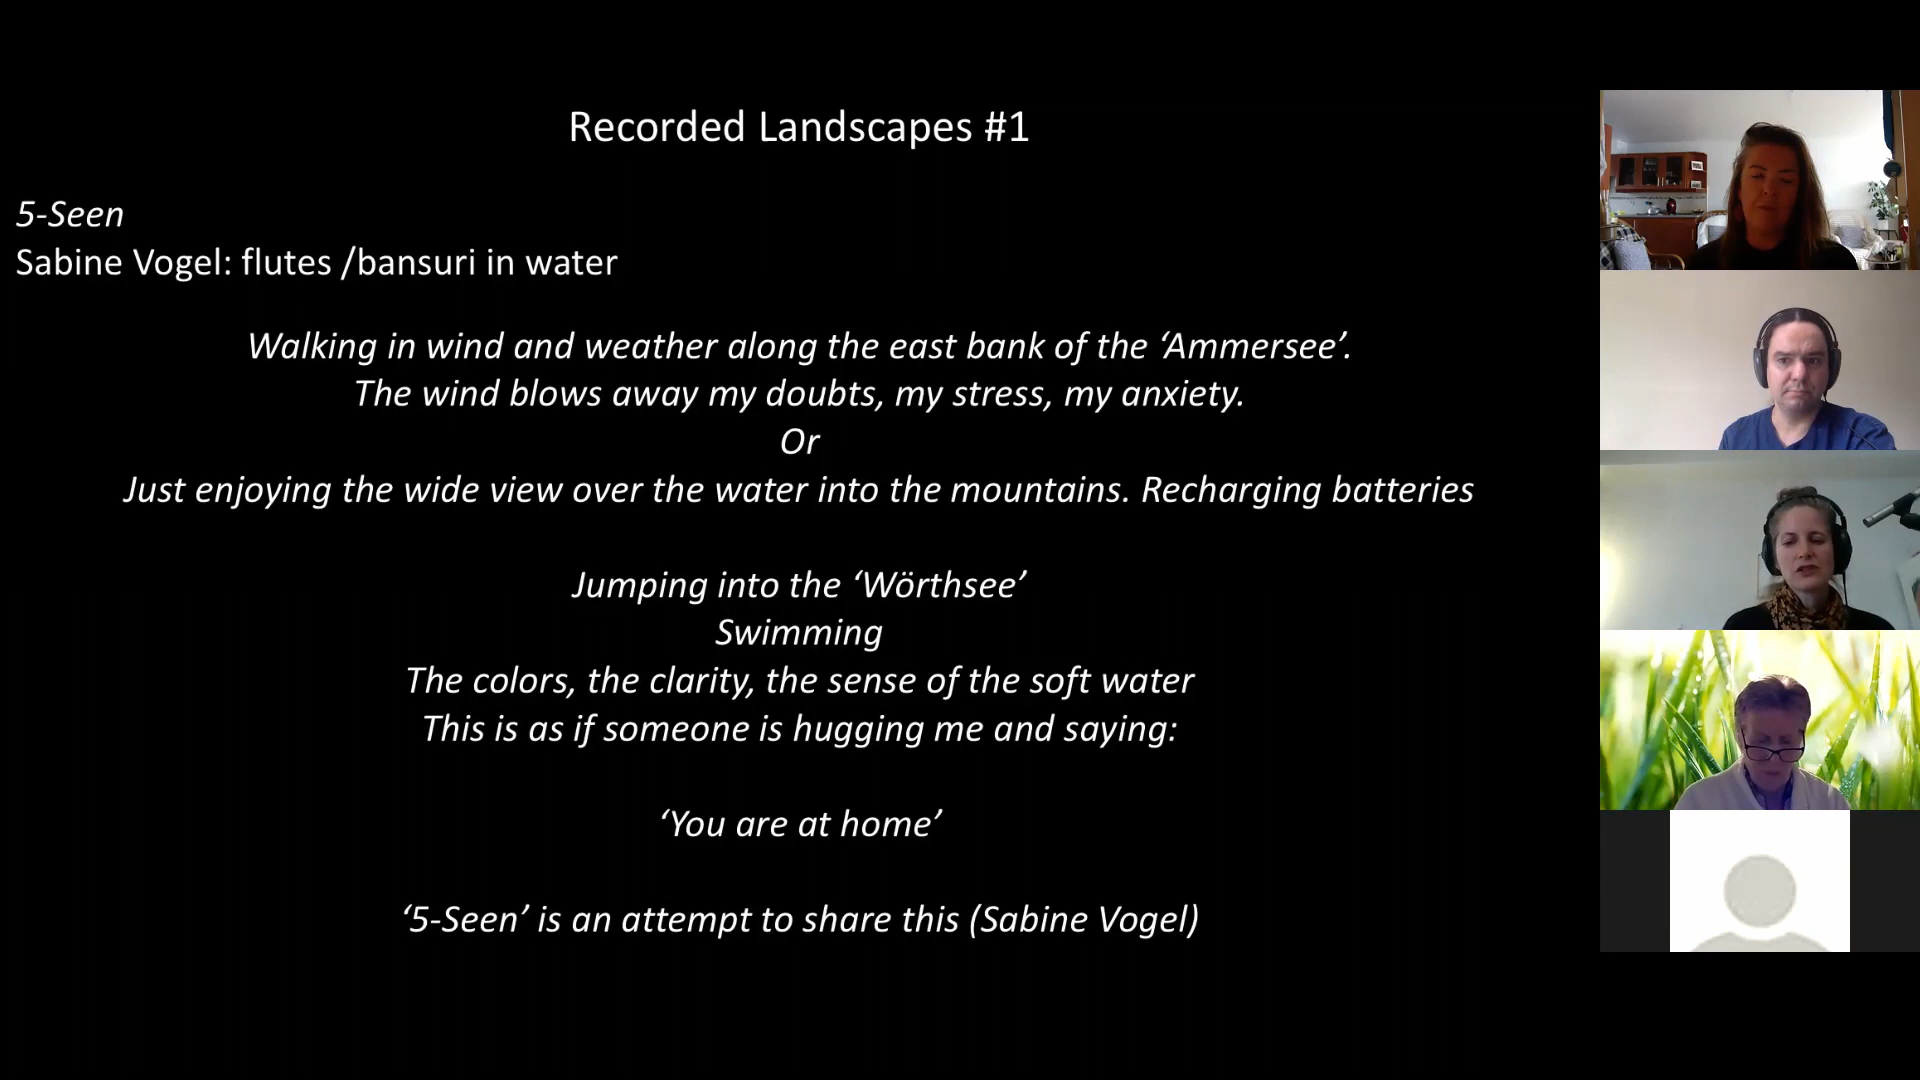 Recorded Landscapes #1
5-Seen
Sabine Vogel: flutes /bansuri in water
Walking in wind and weather along the east bank of the ‘Ammersee’.
The wind blows away my doubts, my stress, my anxiety.
Or
Just enjoying the wide view over the water into the mountains. Recharging batteries
Jumping into the ‘Wörthsee’
Swimming
The colors, the clarity, the sense of the soft water
This is as if someone is hugging me and saying:
‘You are at home’
‘5-Seen’ is an attempt to share this (Sabine Vogel)